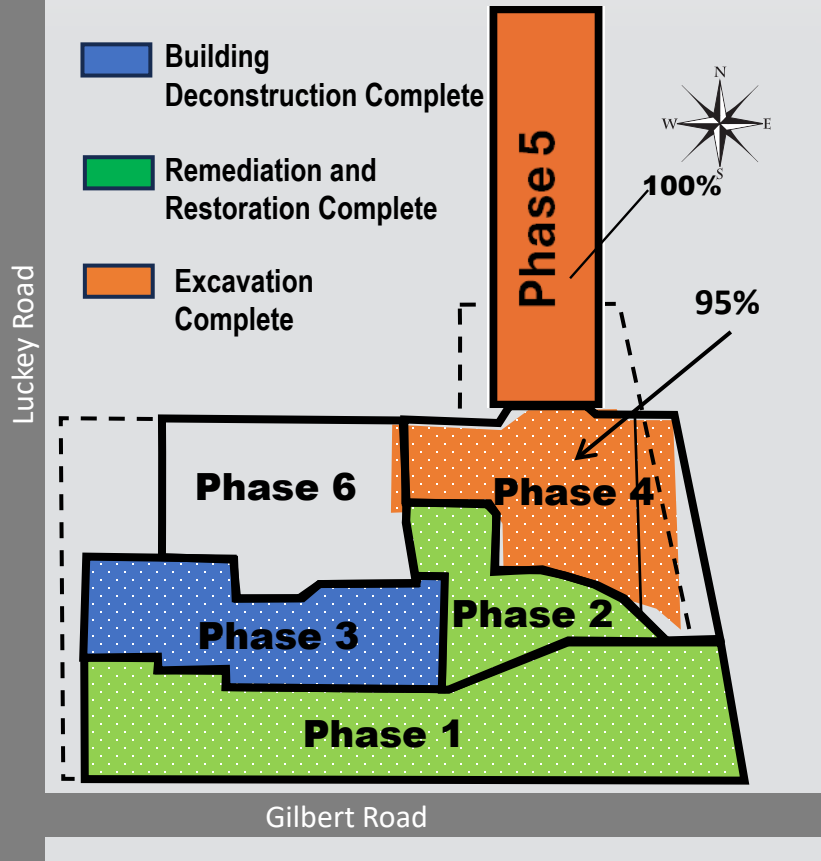 Building
Deconstruction Complete
Remediation and
Restoration Complete
Excavation
Complete
N
W
E
S
Phase 5
100%
95%
Luckey Road
Phase 6
Phase 4
Phase 2
Phase 3
Phase 1
Gilbert Road